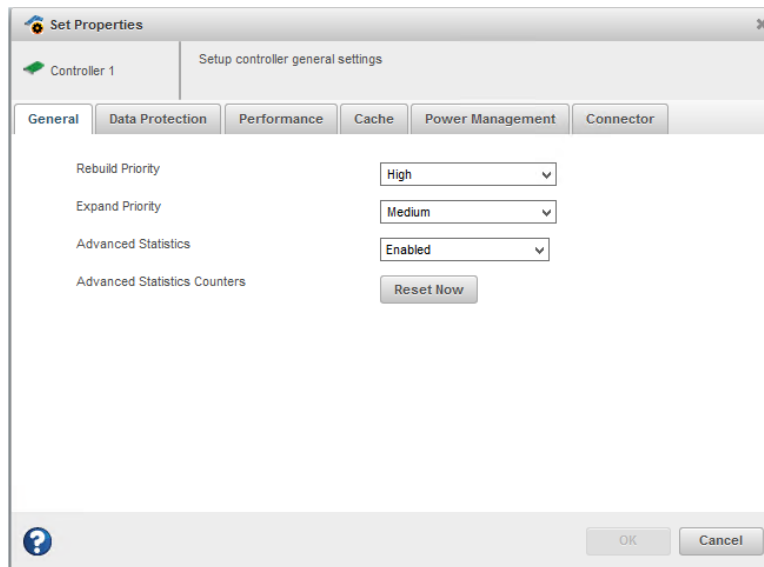 Set Properties
Controller 1
Setup controller general settings
General Data Protection Performance Cache Power Management Connector
Rebuild Priority High
Expand Priority Medium
Advanced Statistics Enabled
Advanced Statistics Counters Reset Now
? OK Cancel